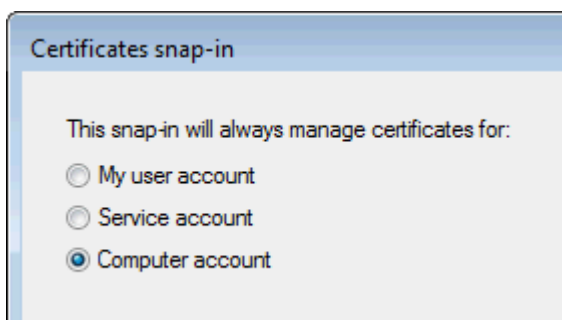 Certificates snap-in
This snap-in will always manage certificates for:
My user account
Service account
Computer account